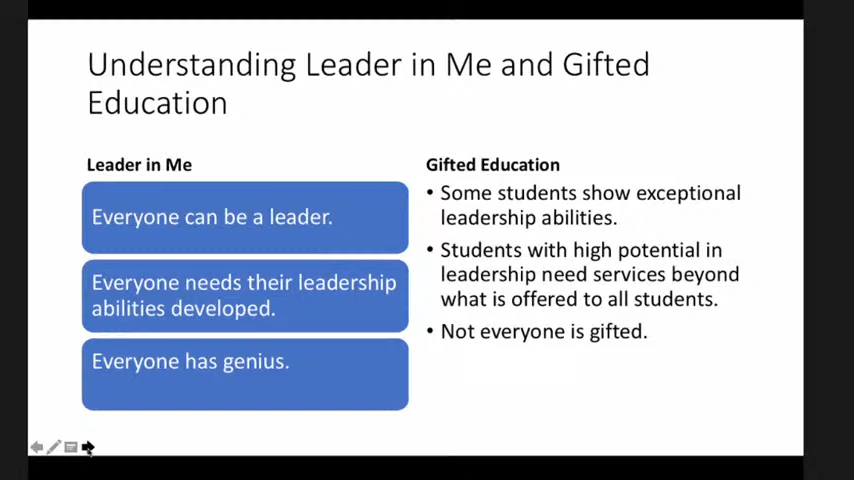 Understanding Leader in Me and Gifted
Education
Leader in Me
Everyone can be a leader.
Everyone needs their leadership
abilities developed.
Everyone has genius.
Gifted Education
• Some students show exceptional
leadership abilities.
• Students with high potential in
leadership need services beyond
what is offered to all students.
• Not everyone is gifted.